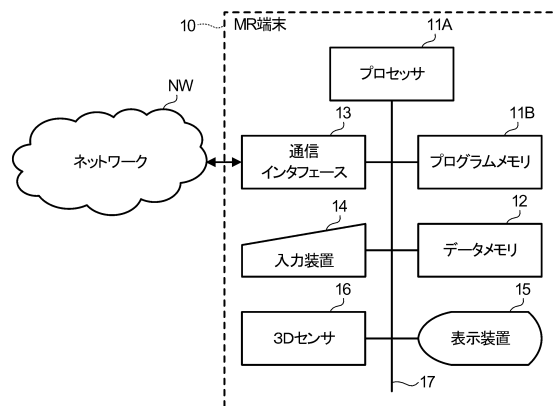 10
MR端末
11A
プロセッサ
NW
ネットワーク
13
通信
インタフェース
11B
プログラムメモリ
14
入力装置
12
データメモリ
16
3Dセンサ
15
表示装置
17